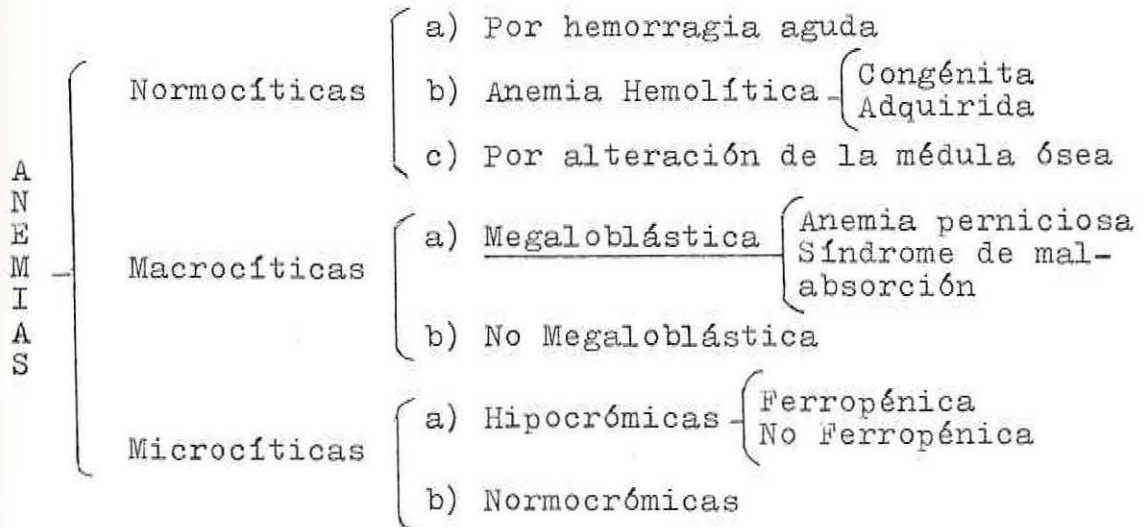 ANEMIAS
Normocíticas
a) Por hemorragia aguda
b) Anemia Hemolítica
Congénita
Adquirida
c) Por alteración de la médula ósea
Macrocíticas
a) Megaloblástica
Anemia perniciosa
Síndrome de mal-
absorción
b) No Megaloblástica
Microcíticas
a) Hipocrómicas
Ferropénica
No Ferropénica
b) Normocrómicas